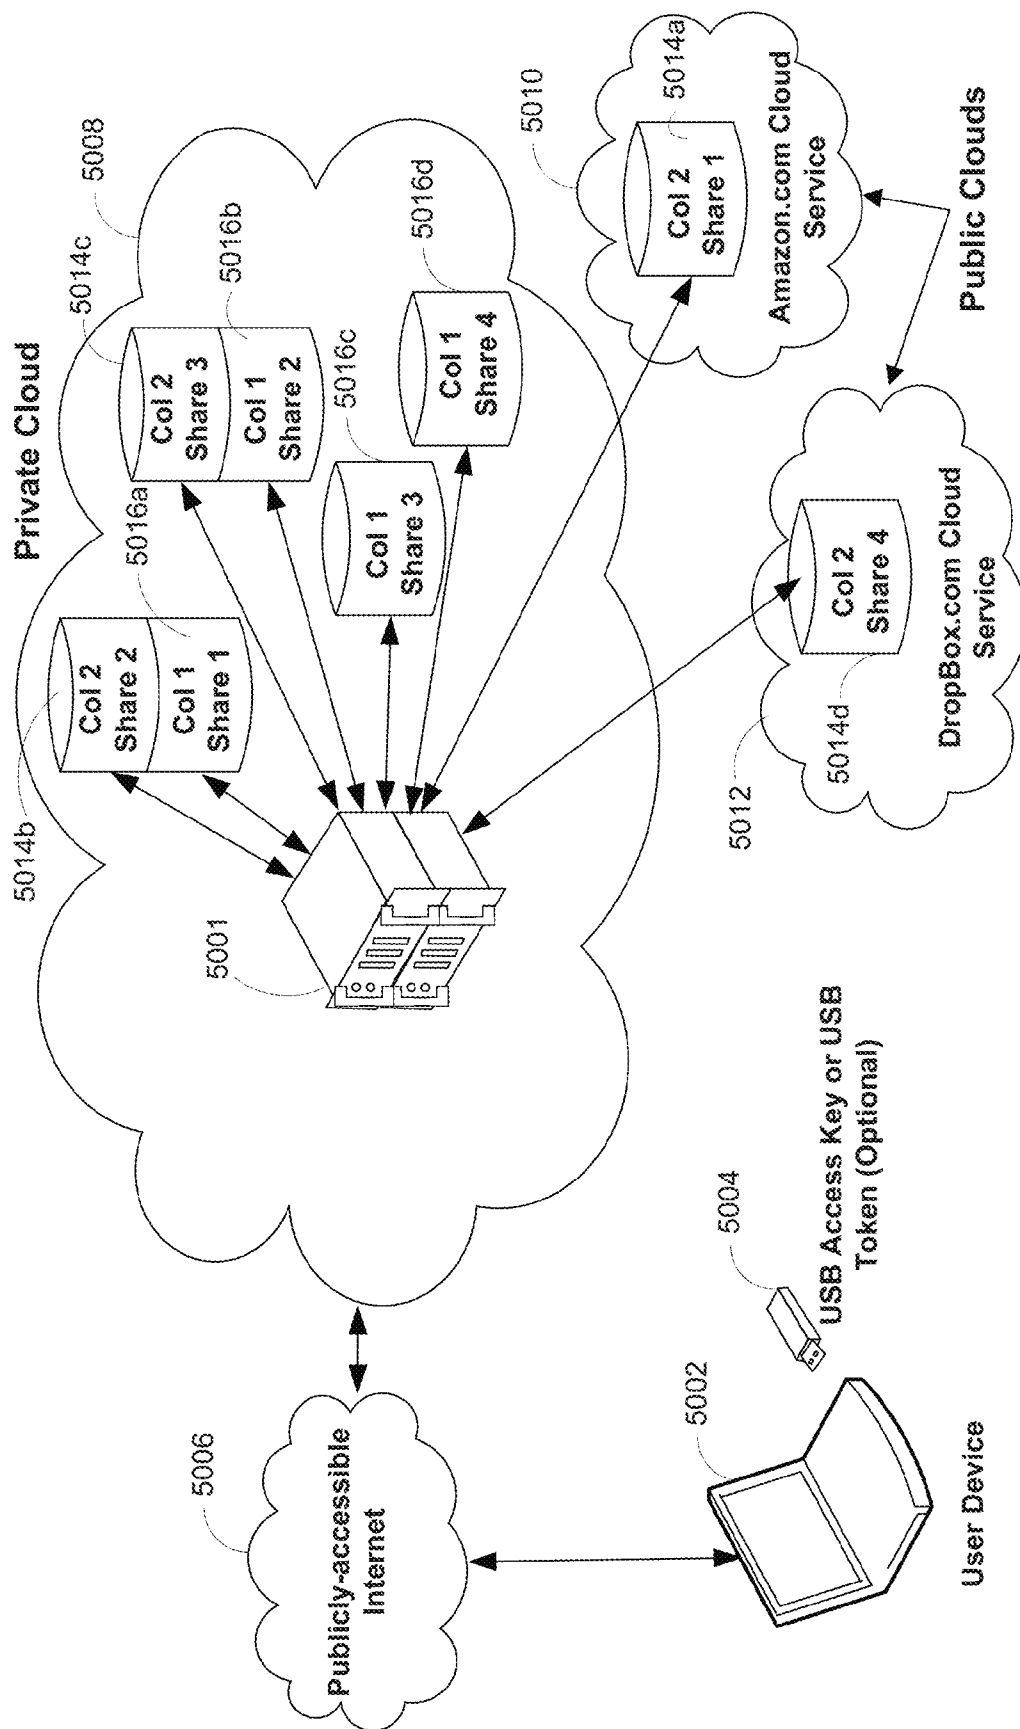 Private Cloud
5008
5014c
5016b
Col 2
Share 3
Col 1
Share 2
5016a
5014b
Col 2
Share 2
Col 1
Share 1
5016c
Col 1
Share 3
5016d
Col 1
Share 4
5001
5010
5014a
Col 2
Share 1
Amazon.com Cloud
Service
5012
5014d
Col 2
Share 4
DropBox.com Cloud
Service
Public Clouds
5006
Publicly-accessible
Internet
5002
User Device
5004
USB Access Key or USB
Token (Optional)